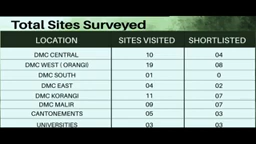 Total Sites Surveyed
LOCATION SITES VISITED SHORTLISTED
DMC CENTRAL 10 04
DMC WEST (ORANGI) 19 08
DMC SOUTH 01 0
DMC EAST 04 02
DMC KORANGI 11 07
DMC MALIR 09 07
CANTONEMENTS 05 03
UNIVERSITIES 03 03